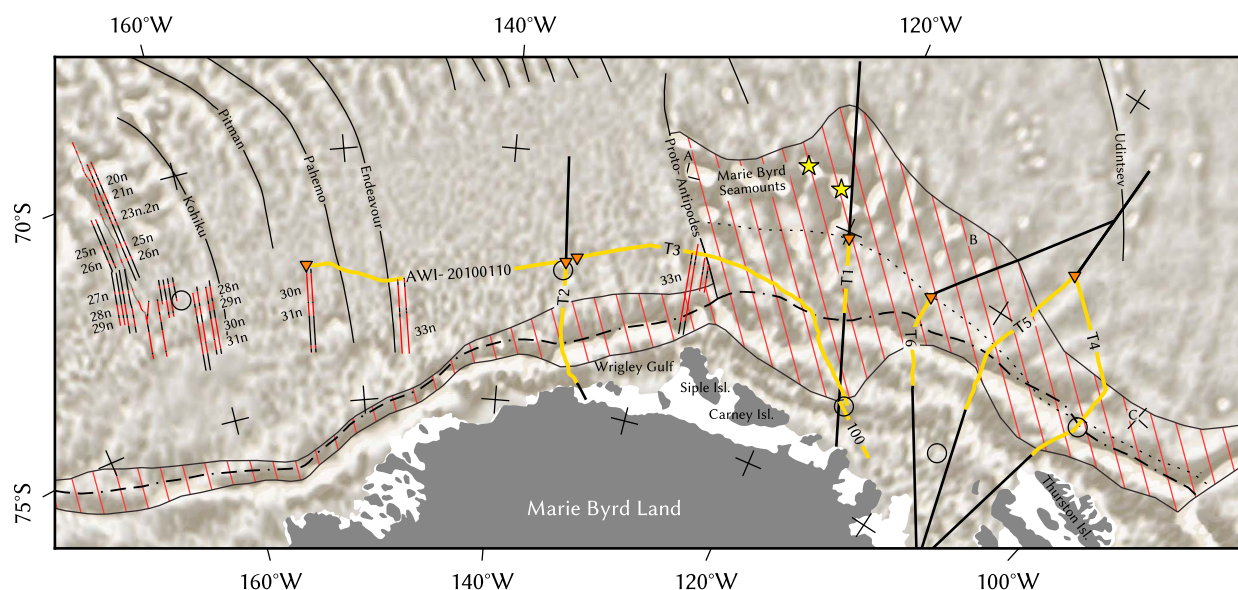 160°W
140°W
120°W
70°S
75°S
Pitman
Pahemo
Endeavour
Kohiku
Proto-Antipodes
Udintsev
20n
21n
23n.2n
25n
26n
25n
26n
27n
28n
29n
28n
29n
30n
31n
30n
31n
33n
33n
A
Marie Byrd
Seamounts
B
C
AWI- 20100110
T2
T3
T1
T5
T4
100
Wrigley Gulf
Siple Isl.
Carney Isl.
Marie Byrd Land
Thurston Isl.
160°W
140°W
120°W
100°W